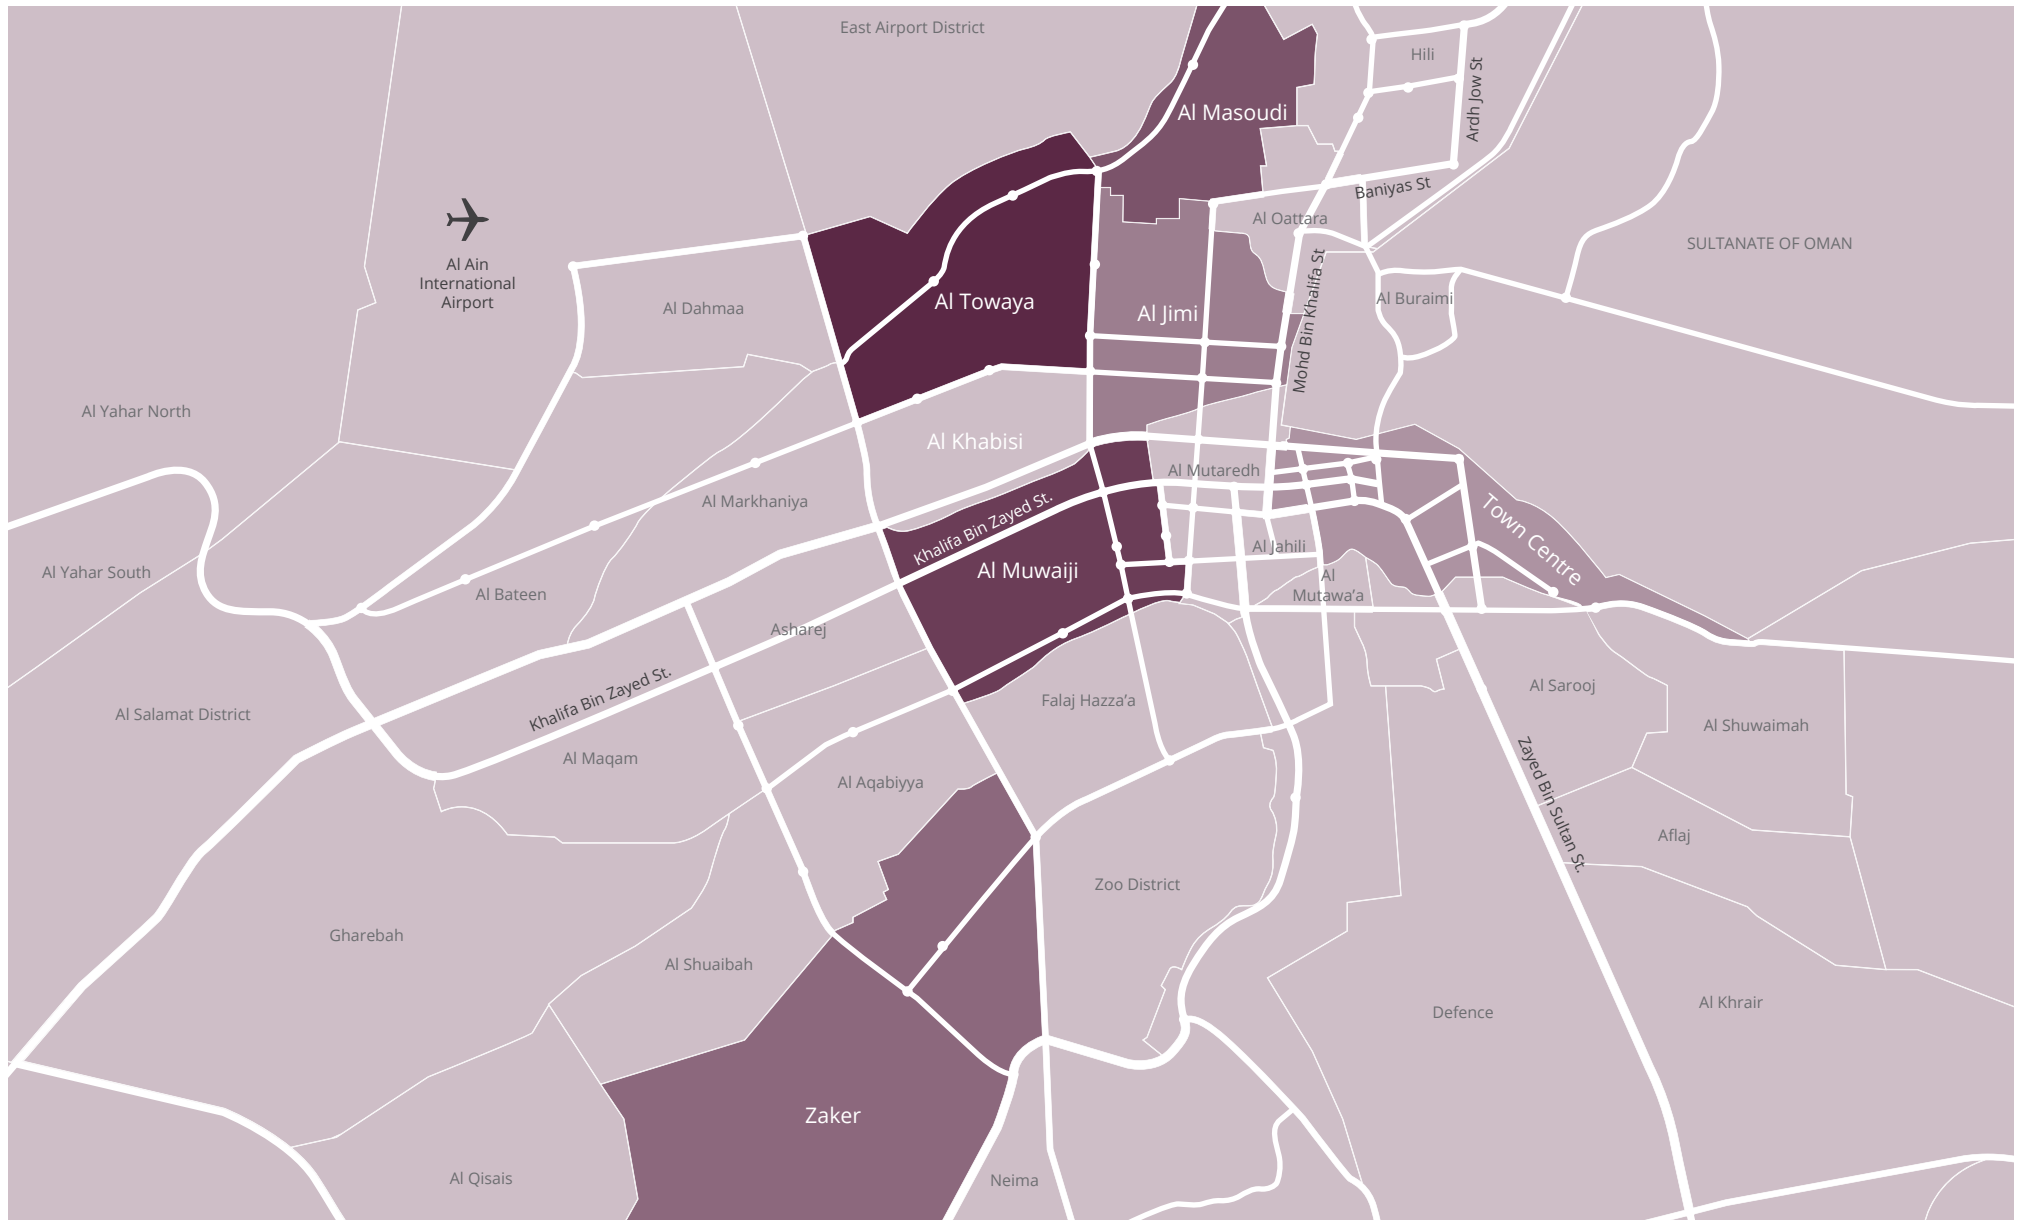 East Airport District
Hili
Ardh Jow St
Al Masoudi
Baniyas St
Al Oattara
SULTANATE OF OMAN
Al Ain
International
Airport
Al Dahmaa
Al Towaya
Al Jimi
Mohd Bin Khalifa St
Al Buraimi
Al Yahar North
Al Khabisi
Al Mutaredh
Al Markhaniya
Khalifa Bin Zayed St.
Town Centre
Al Jahili
Al Yahar South
Al Bateen
Al Muwaiji
Al
Mutawa’a
Asharej
Khalifa Bin Zayed St.
Falaj Hazza’a
Al Sarooj
Al Salamat District
Al Shuwaimah
Al Maqam
Al Aqabiyya
Zayed Bin Sultan St.
Aflaj
Zoo District
Gharebah
Al Shuaibah
Al Khrair
Defence
Zaker
Al Qisais
Neima